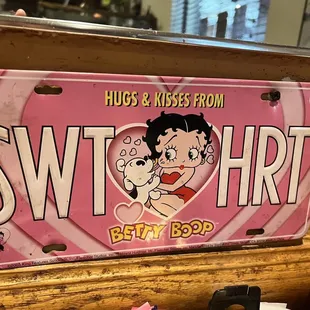 HUGS & KISSES FROM
SWT HRT
BETTY BOOP